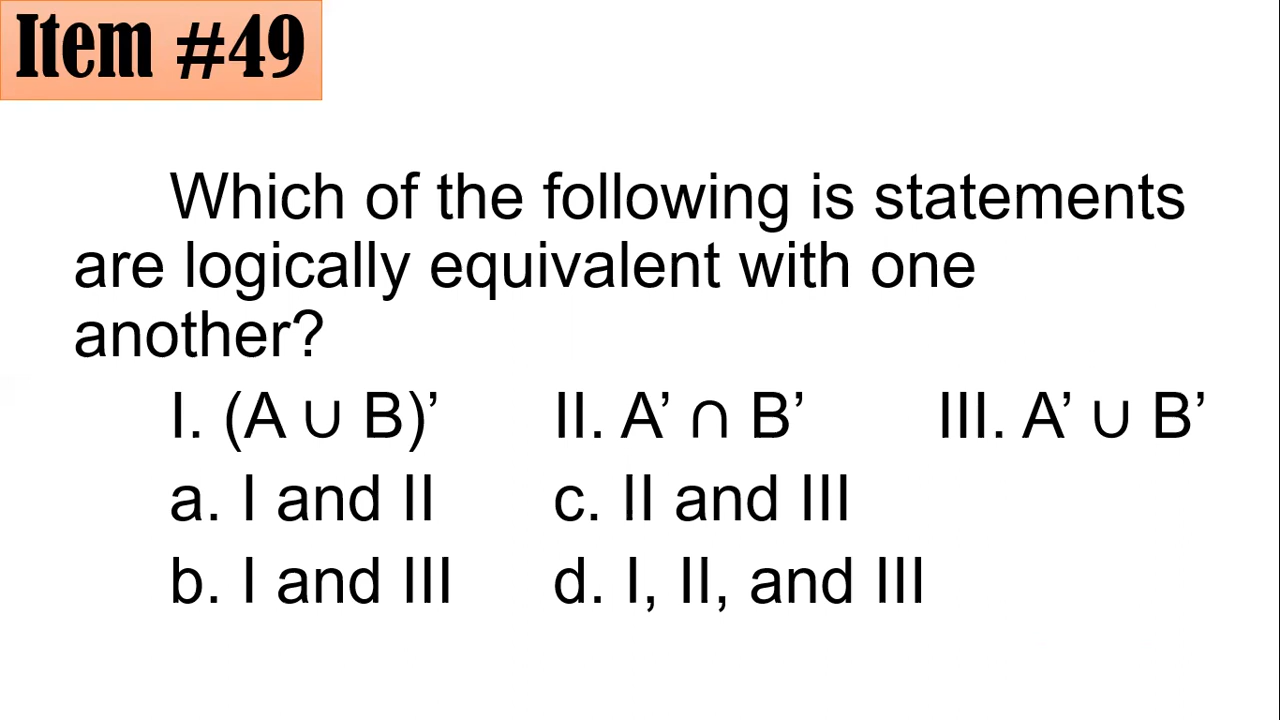 Item #49
Which of the following is statements
are logically equivalent with one
another?
I. (A ∪ B)’ II. A’ ∩ B’ III. A’ ∪ B’
a. I and II c. II and III
b. I and III d. I, II, and III